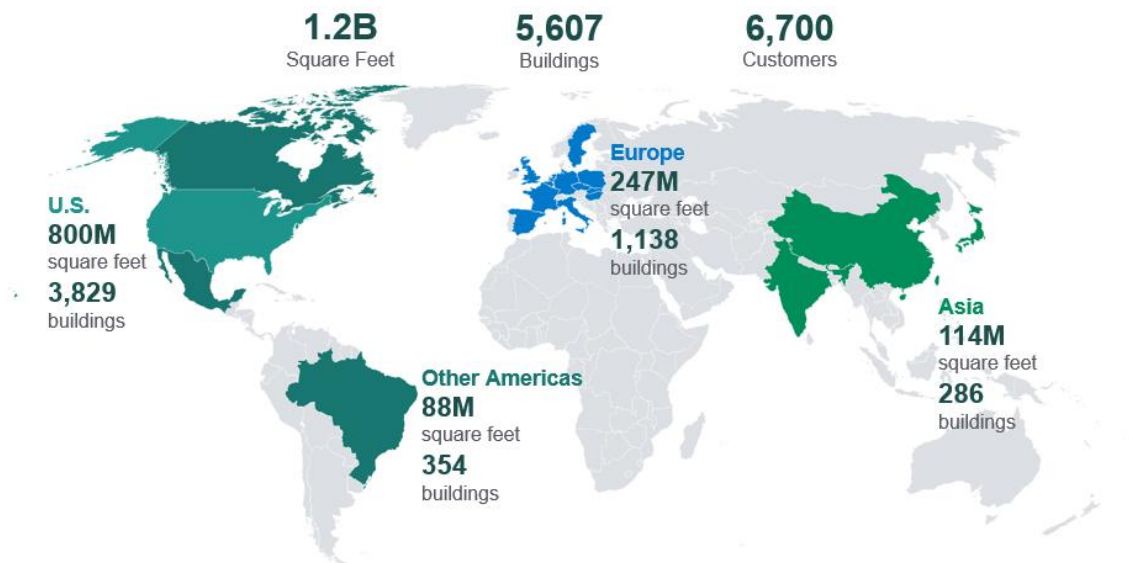 1.2B
Square Feet
5,607
Buildings
6,700
Customers
U.S.
800M
square feet
3,829
buildings
Other Americas
88M
square feet
354
buildings
Europe
247M
square feet
1,138
buildings
Asia
114M
square feet
286
buildings